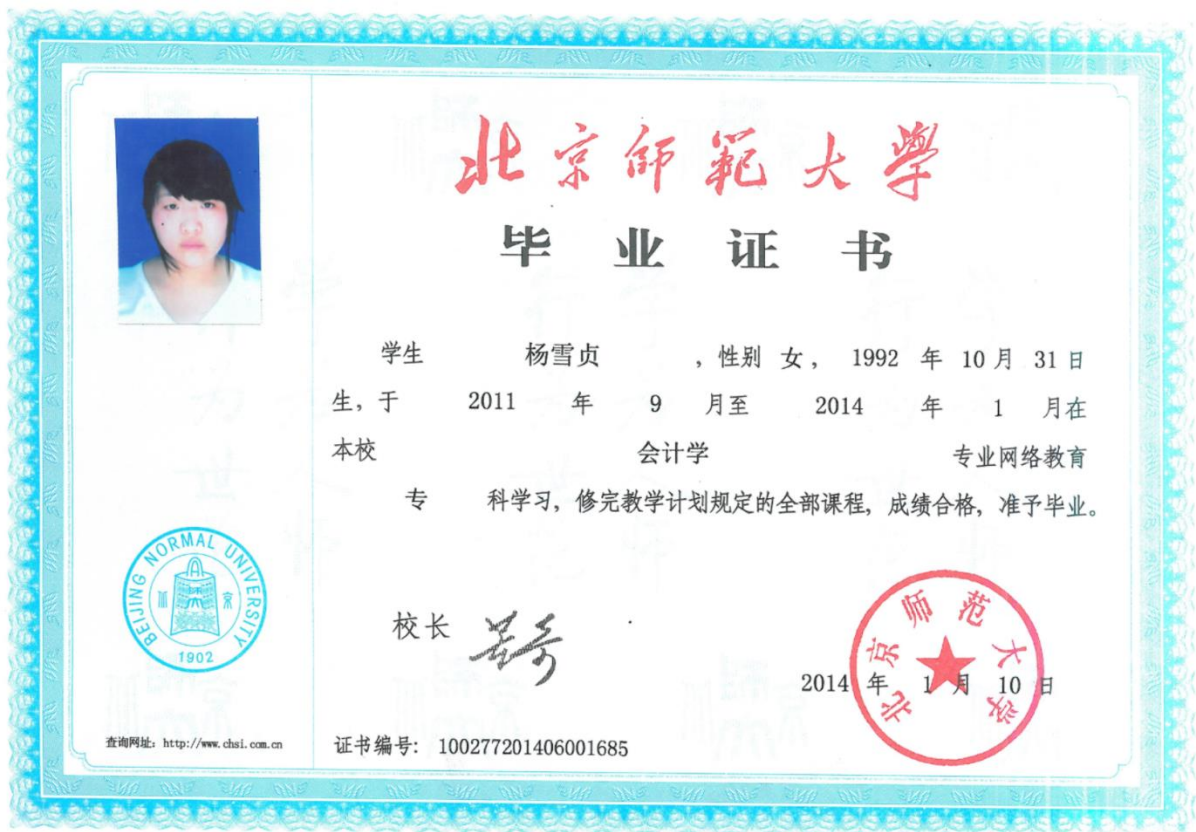 北京師範大學
毕业证书
学生 杨雪贞 ，性别 女， 1992 年 10 月 31 日
生，于 2011 年 9 月至 2014 年 1 月在
本校 会计学 专业网络教育
专 科学习，修完教学计划规定的全部课程，成绩合格，准予毕业。
BEIJING NORMAL UNIVERSITY
1902
校长
北京师范大学
2014 年 1 月 10 日
查询网址：http://www.chsi.com.cn
证书编号：100277201406001685